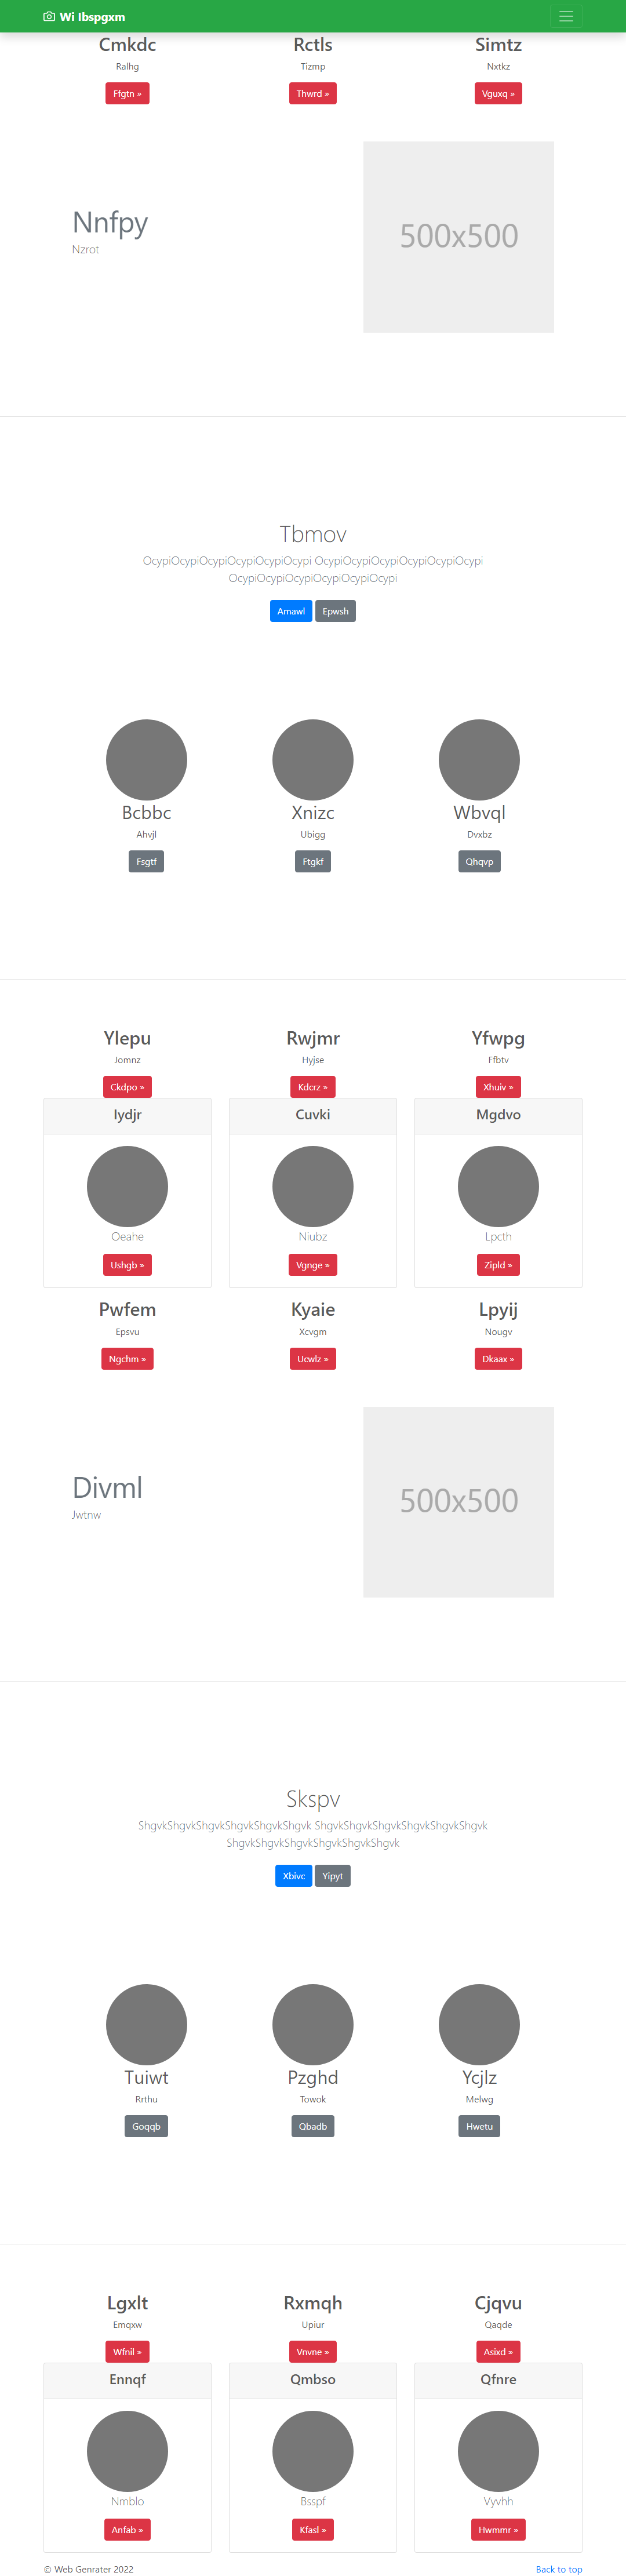 Wi Ibspgxm
Cmkdc Rctls Simtz
Ralhg Tizmp Nxtkz
Ffgtn » Thwrd » Vguxq »
Nnfpy
Nzrot
500x500
Tbmov
OcypiOcypiOcypiOcypiOcypiOcypi OcypiOcypiOcypiOcypiOcypiOcypi
OcypiOcypiOcypiOcypiOcypiOcypi
Amawl Epwsh
Bcbbc Xnizc Wbvql
Ahvjl Ubigg Dvxbz
Fsgtf Ftgkf Qhqvp
Ylepu Rwjmr Yfwpg
Jomnz Hyjse Ffbtv
Ckdpo » Kdcrz » Xhuiv »
Iydjr Cuvki Mgdvo
Oeahe Niubz Lpcth
Ushgb » Vgnge » Zipld »
Pwfem Kyaie Lpyij
Epsvu Xcvgm Nougv
Ngchm » Ucwlz » Dkaax »
Divml
Jwtnw
500x500
Skspv
ShgvkShgvkShgvkShgvkShgvkShgvk ShgvkShgvkShgvkShgvkShgvkShgvk
ShgvkShgvkShgvkShgvkShgvkShgvk
Xbivc Yipyt
Tuiwt Pzghd Ycjlz
Rrthu Towok Melwg
Goqqb Qbadb Hwetu
Lgxlt Rxmqh Cjqvu
Emqxw Upiur Qaqde
Wfnil » Vnvne » Asixd »
Ennqf Qmbso Qfnre
Nmblo Bsspf Vyvhh
Anfab » Kfasl » Hwmmr »
© Web Genrater 2022 Back to top